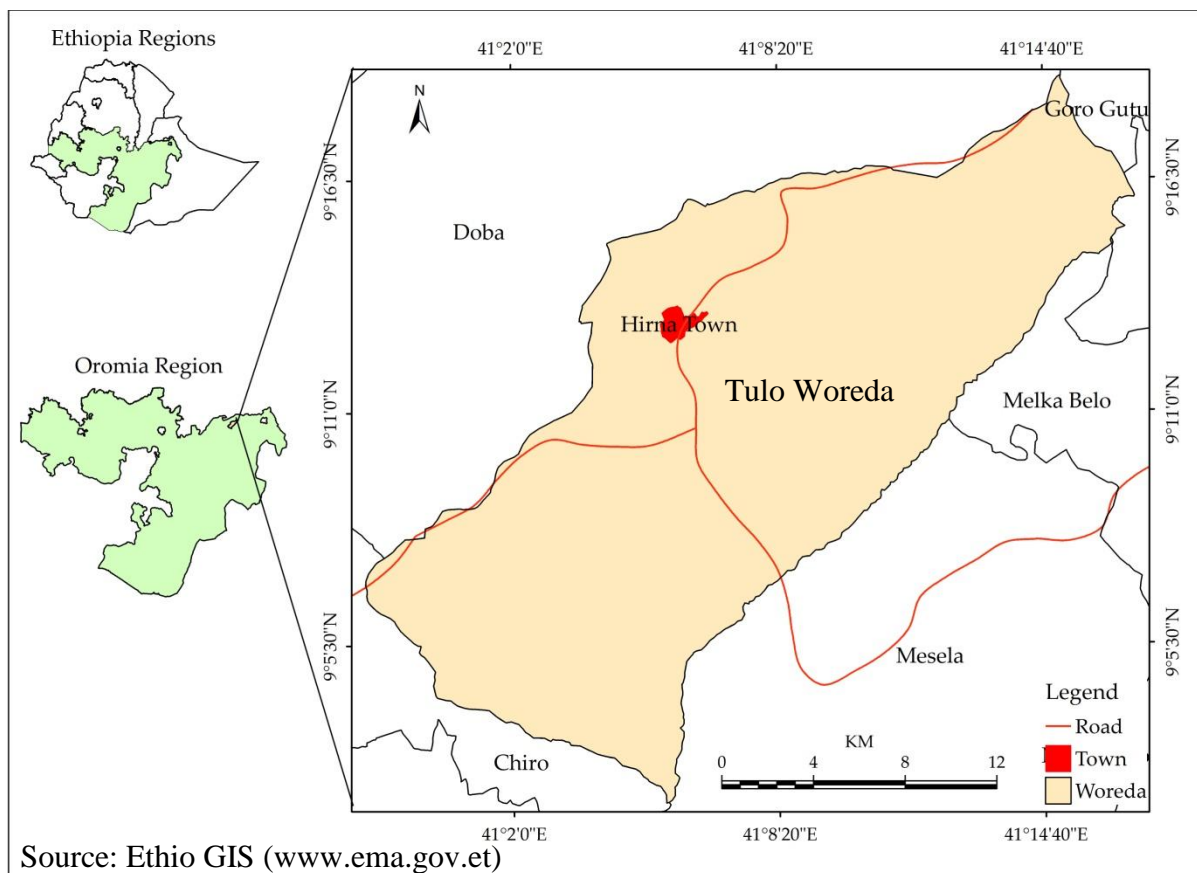 Ethiopia Regions
Oromia Region
41°2'0"E
41°8'20"E
41°14'40"E
N
Goro Gutu
9°16'30"N
9°16'30"N
Doba
Hirna Town
Tulo Woreda
Melka Belo
9°11'0"N
9°11'0"N
9°5'30"N
9°5'30"N
Mesela
Chiro
KM
0 4 8 12
Legend
Road
Town
Woreda
41°2'0"E
41°8'20"E
41°14'40"E
Source: Ethio GIS (www.ema.gov.et)